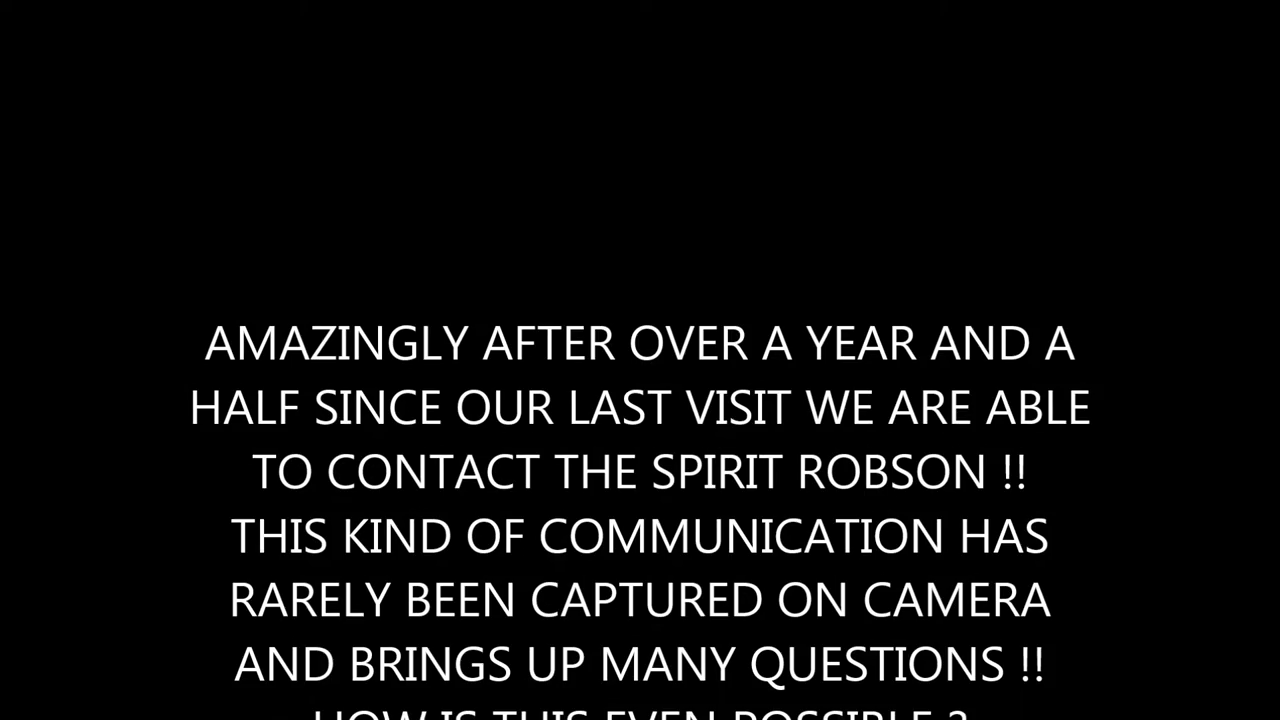 AMAZINGLY AFTER OVER A YEAR AND A
HALF SINCE OUR LAST VISIT WE ARE ABLE
TO CONTACT THE SPIRIT ROBSON !!
THIS KIND OF COMMUNICATION HAS
RARELY BEEN CAPTURED ON CAMERA
AND BRINGS UP MANY QUESTIONS !!
HOW IS THIS EVEN POSSIBLE ?